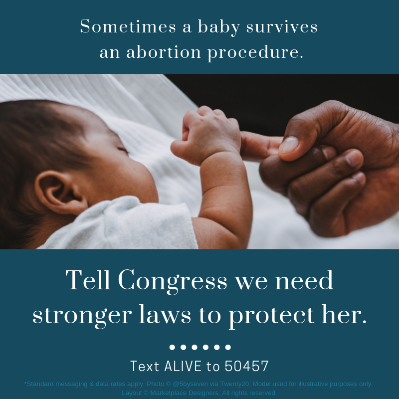 Sometimes a baby survives
an abortion procedure.
Tell Congress we need
stronger laws to protect her.
Text ALIVE to 50457
*Standard messaging & data rates apply. Photo © @Stepseven via Twenty20. Model used for illustrative purposes only.
Layout © Marketplace Designers. All rights reserved.